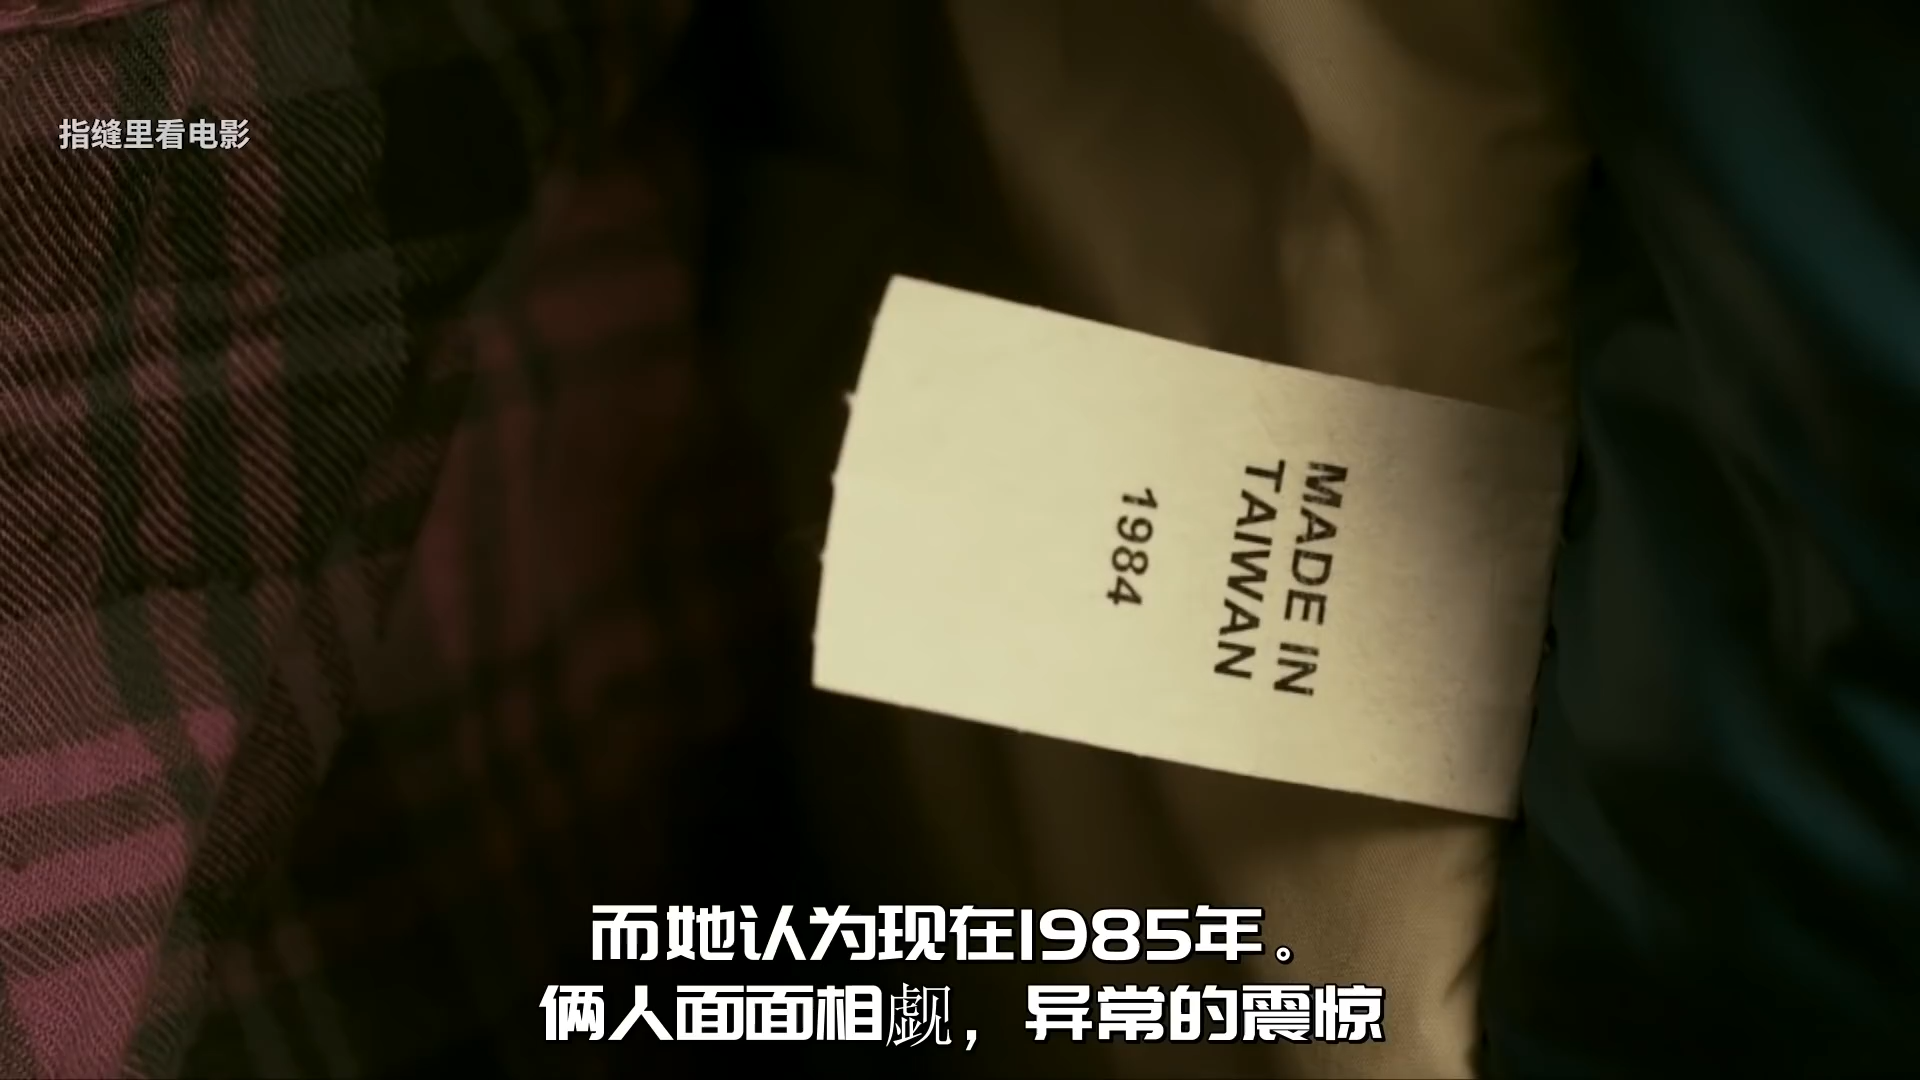 指缝里看电影
MADE IN
TAIWAN
1984
而她认为现在1985年。
俩人面面相觑，异常的震惊